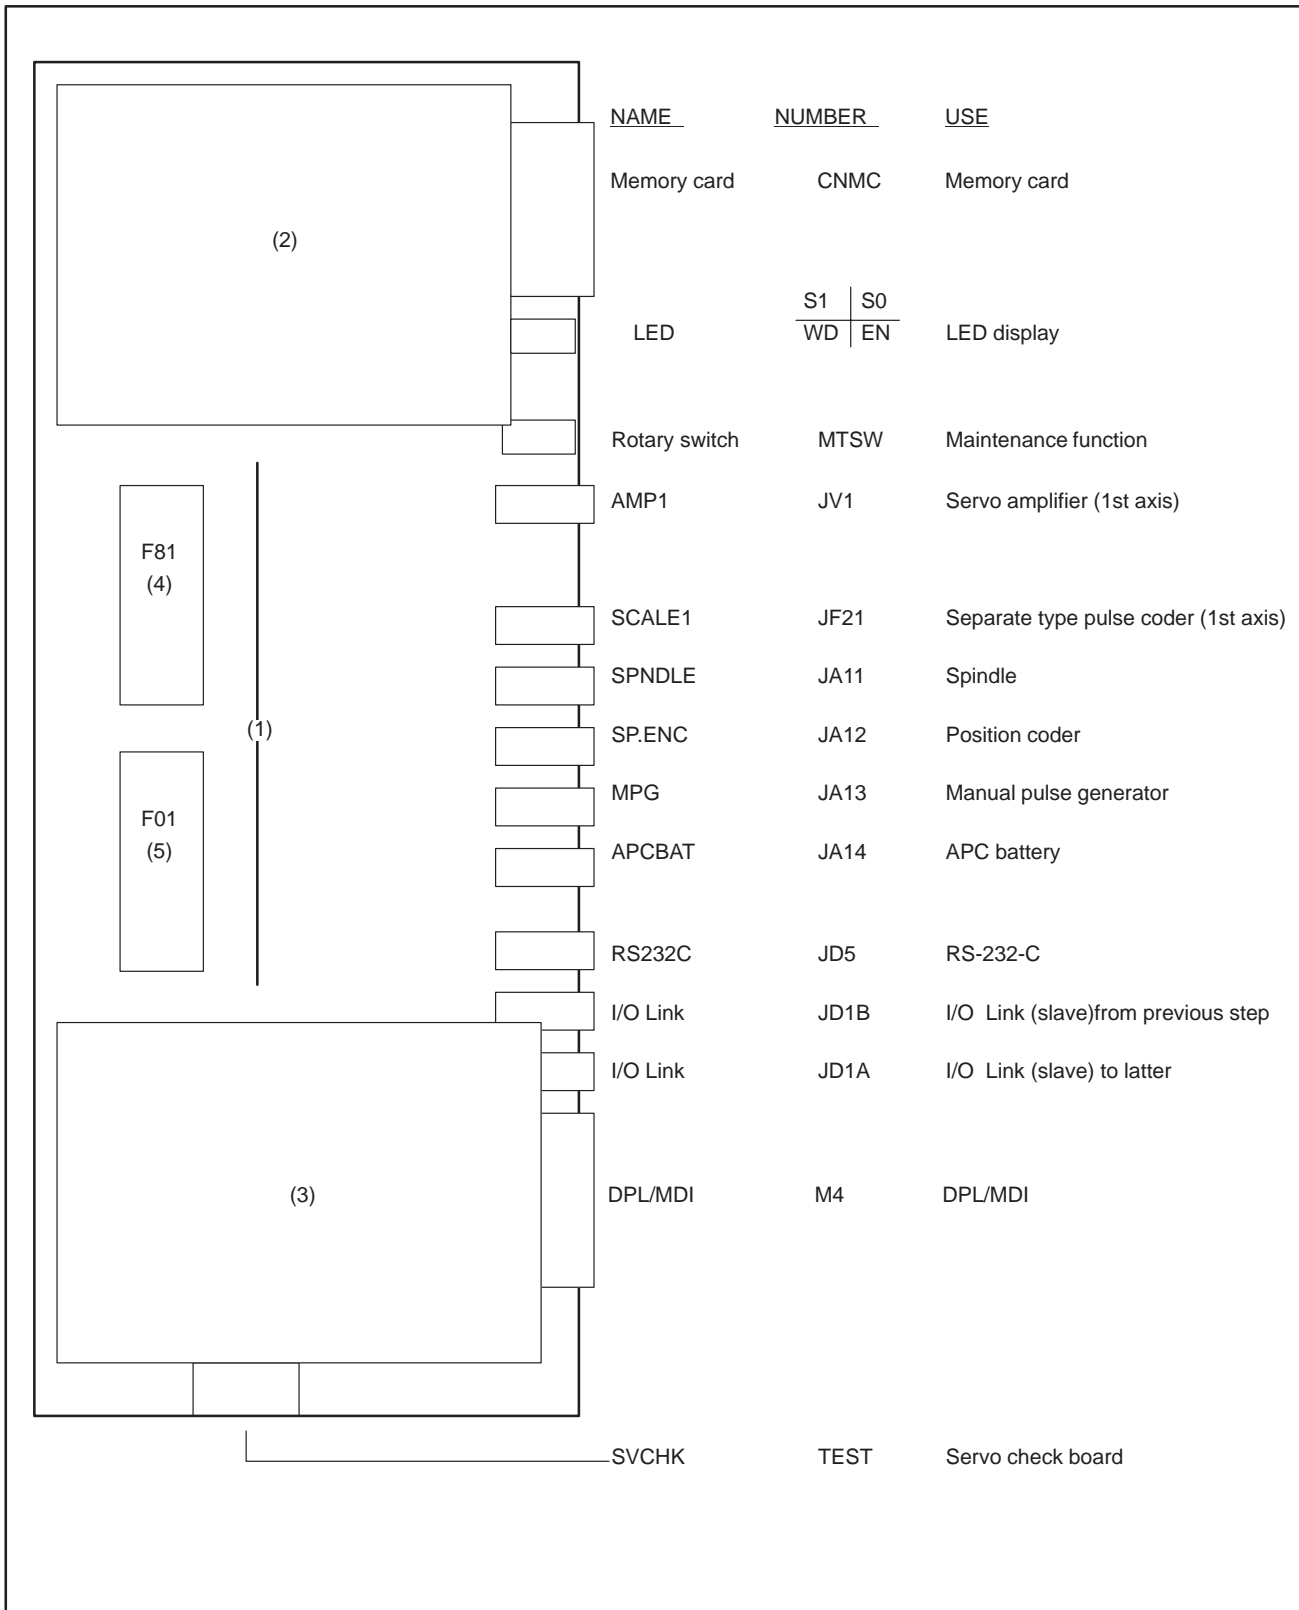 NAME NUMBER USE
Memory card CNMC Memory card
(2)
S1 S0
LED WD EN LED display
Rotary switch MTSW Maintenance function
AMP1 JV1 Servo amplifier (1st axis)
F81
(4)
SCALE1 JF21 Separate type pulse coder (1st axis)
SPNDLE JA11 Spindle
(1)
SP.ENC JA12 Position coder
MPG JA13 Manual pulse generator
F01
(5)
APCBAT JA14 APC battery
RS232C JD5 RS-232-C
I/O Link JD1B I/O Link (slave)from previous step
I/O Link JD1A I/O Link (slave) to latter
(3)
DPL/MDI M4 DPL/MDI
SVCHK TEST Servo check board